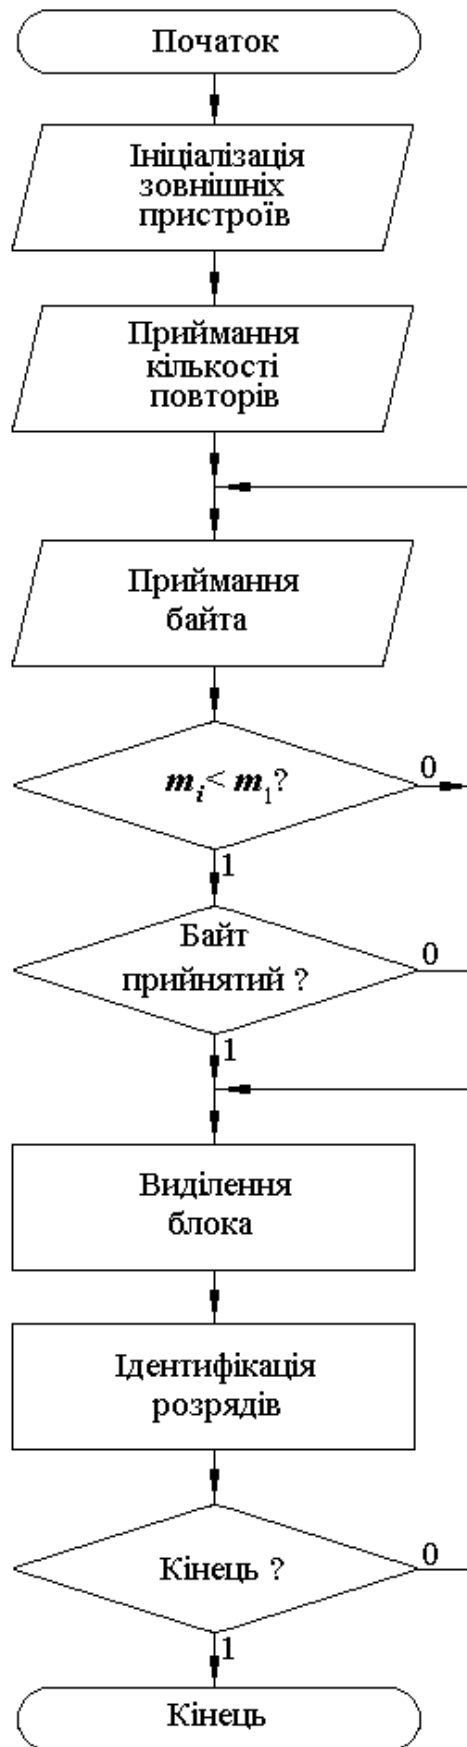 Початок
Ініціалізація
зовнішніх
пристроїв
Приймання
кількості
повторів
Приймання
байта
mᵢ< m₁?
0
1
Байт
прийнятий ?
0
1
Виділення
блока
Ідентифікація
розрядів
Кінець ?
0
1
Кінець